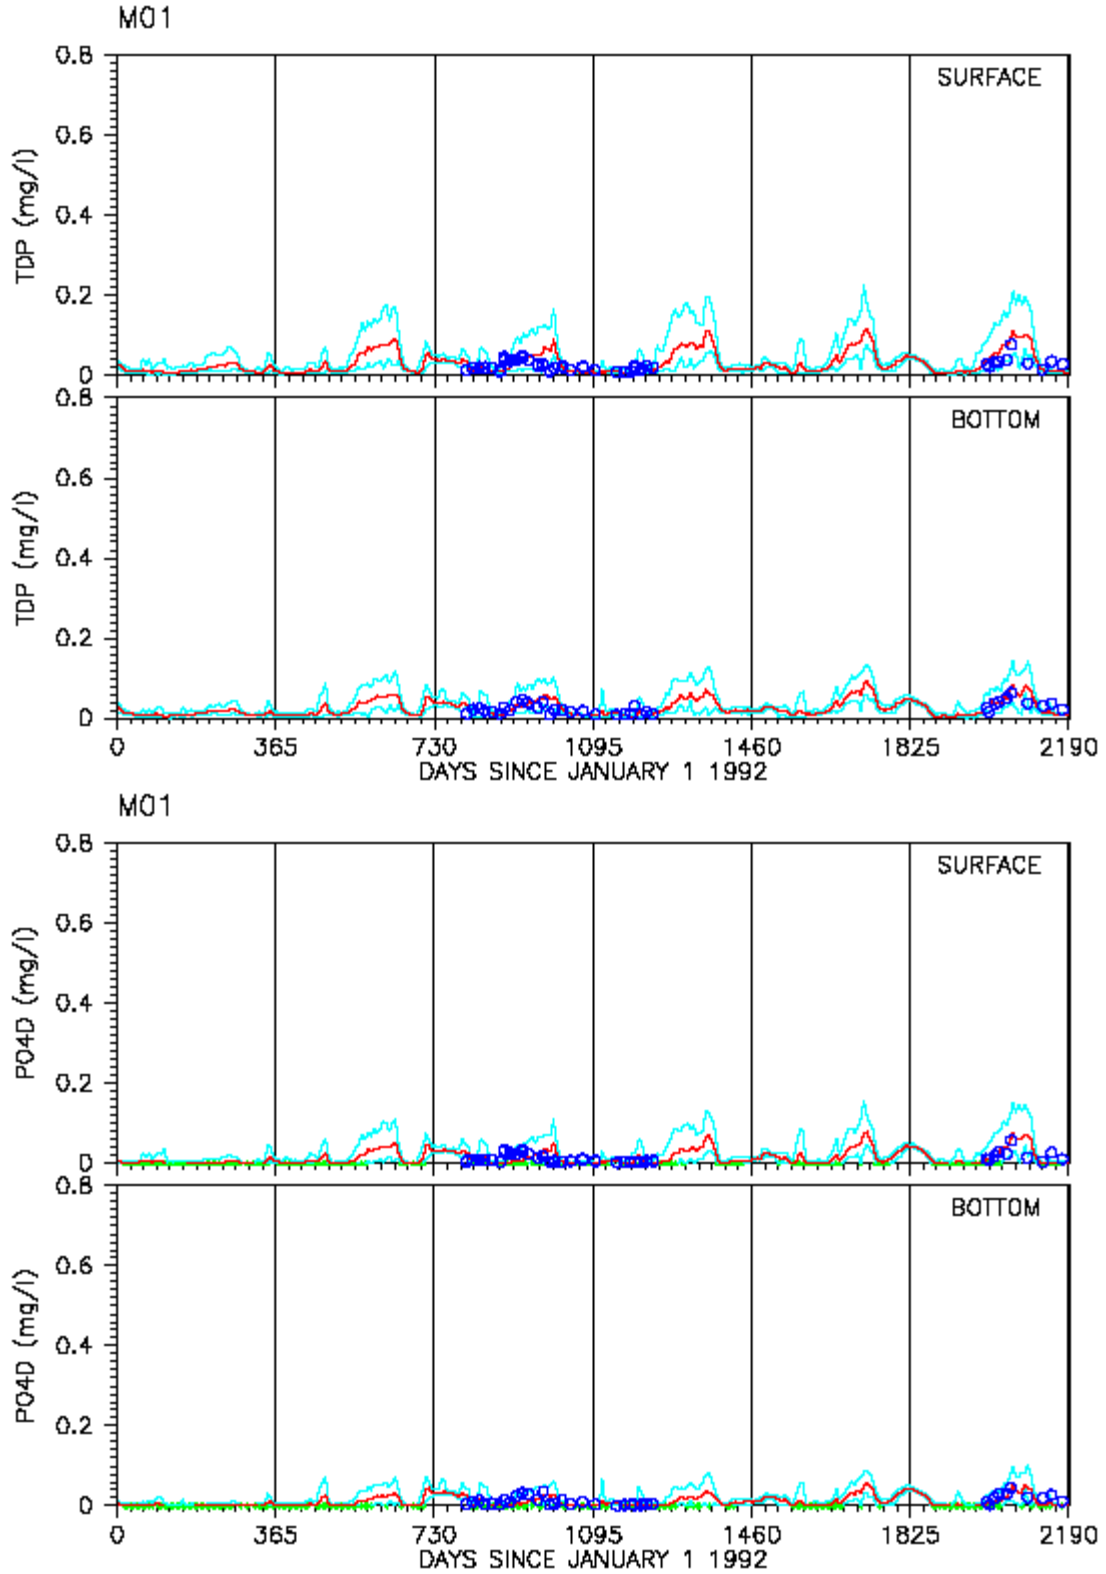 M01
0.8
SURFACE
0.6
0.4
0.2
0
TDP (mg/l)
0.8
BOTTOM
0.6
0.4
0.2
0
TDP (mg/l)
0 365 730 1095 1460 1825 2190
DAYS SINCE JANUARY 1 1992
M01
0.8
SURFACE
0.6
0.4
0.2
0
PO4D (mg/l)
0.8
BOTTOM
0.6
0.4
0.2
0
PO4D (mg/l)
0 365 730 1095 1460 1825 2190
DAYS SINCE JANUARY 1 1992